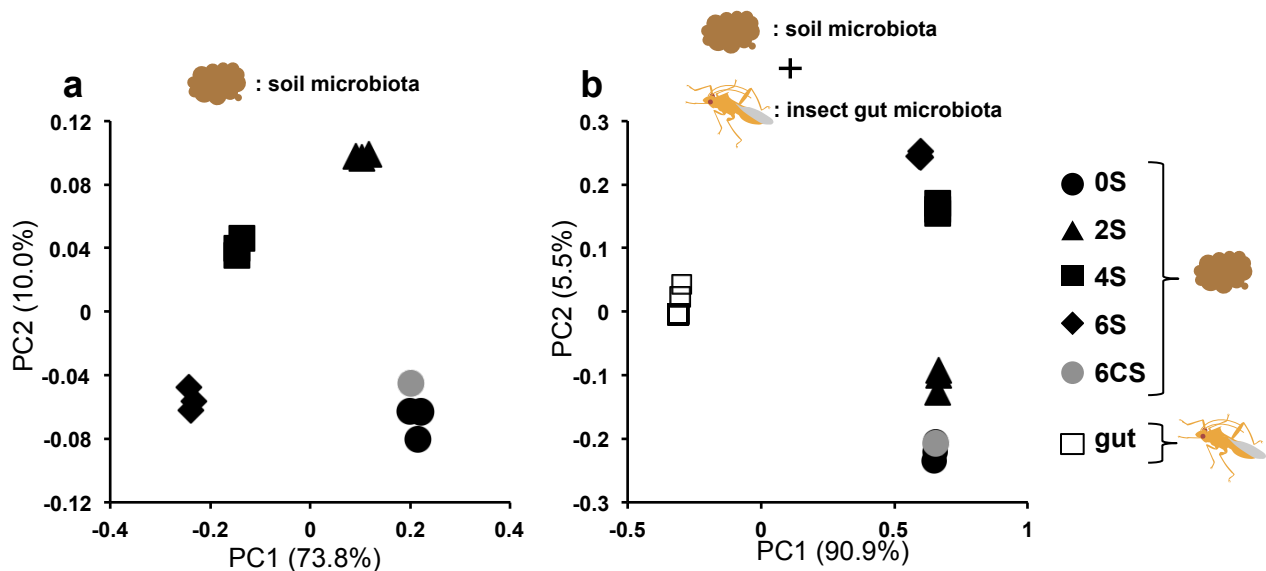 a
: soil microbiota
0.12
0.08
0.04
0
-0.04
-0.08
-0.12
PC2 (10.0%)
-0.4
-0.2
0
0.2
0.4
PC1 (73.8%)
b
: soil microbiota
+
: insect gut microbiota
0.3
0.2
0.1
0
-0.1
-0.2
-0.3
PC2 (5.5%)
-0.5
0
0.5
1
PC1 (90.9%)
0S
2S
4S
6S
6CS
gut